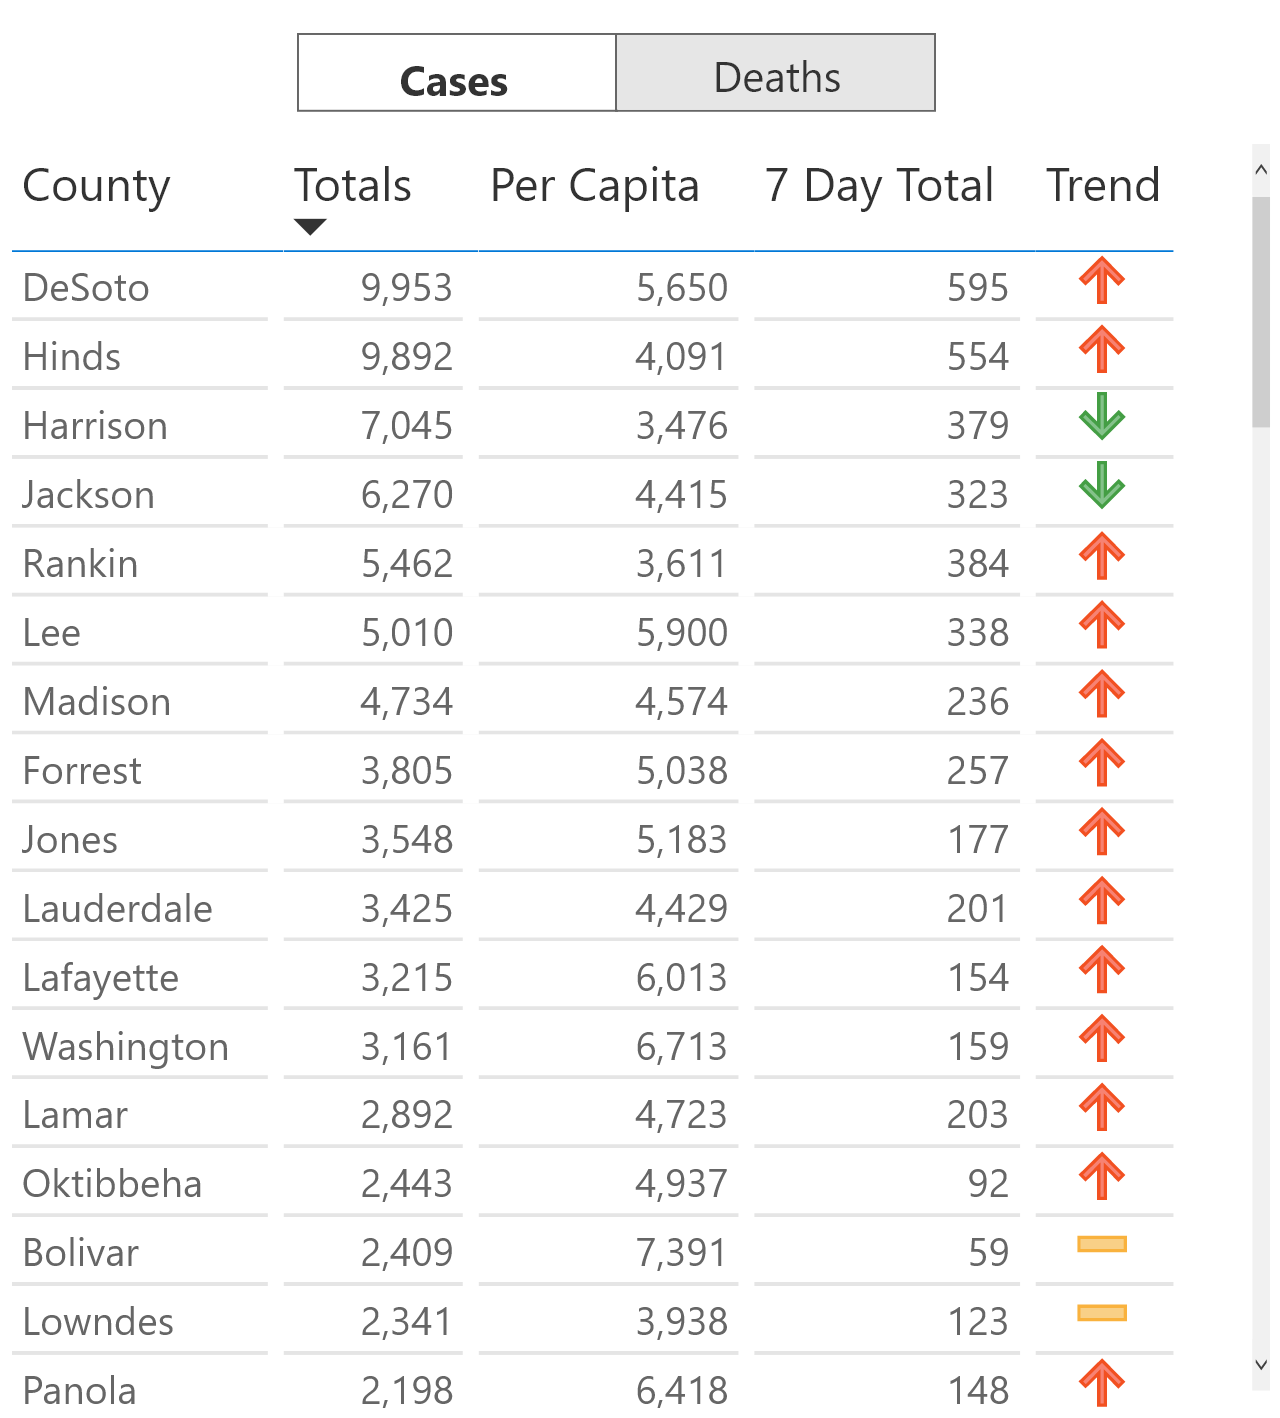 Cases Deaths
County Totals Per Capita 7 Day Total Trend
DeSoto 9,953 5,650 595
Hinds 9,892 4,091 554
Harrison 7,045 3,476 379
Jackson 6,270 4,415 323
Rankin 5,462 3,611 384
Lee 5,010 5,900 338
Madison 4,734 4,574 236
Forrest 3,805 5,038 257
Jones 3,548 5,183 177
Lauderdale 3,425 4,429 201
Lafayette 3,215 6,013 154
Washington 3,161 6,713 159
Lamar 2,892 4,723 203
Oktibbeha 2,443 4,937 92
Bolivar 2,409 7,391 59
Lowndes 2,341 3,938 123
Panola 2,198 6,418 148